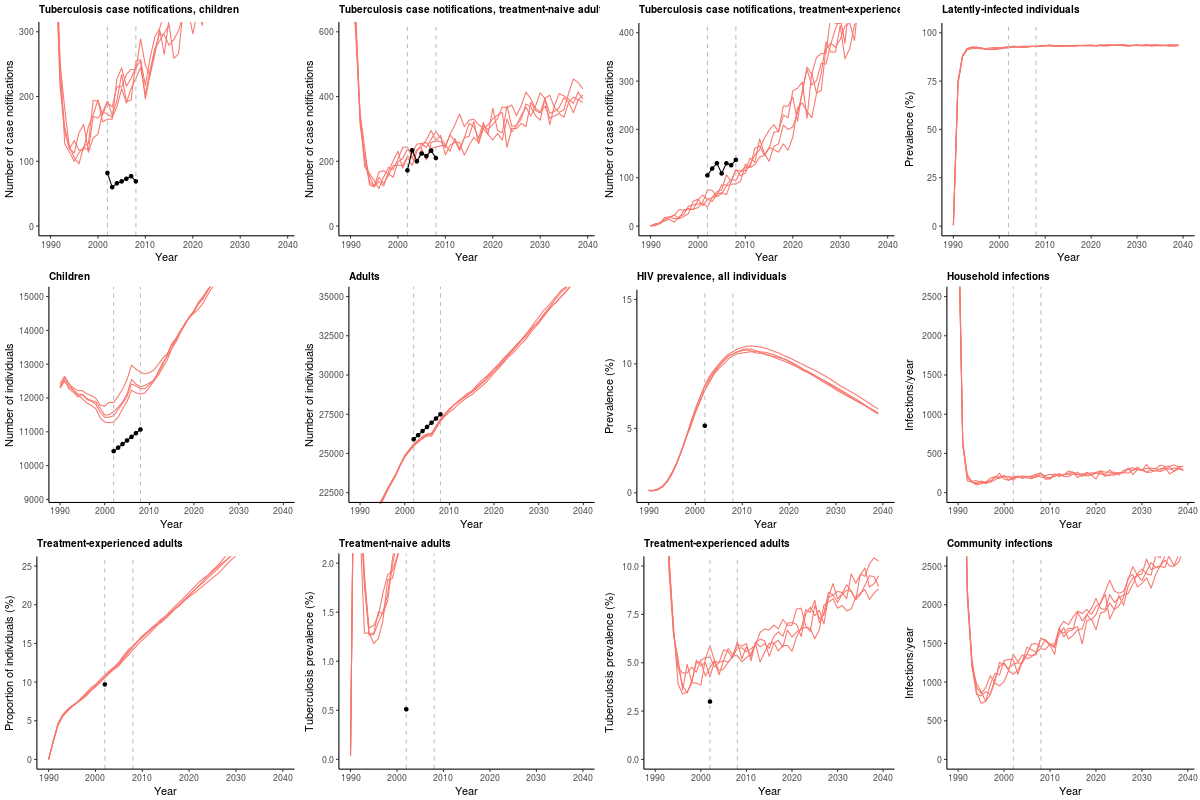 Tuberculosis case notifications, children
Number of case notifications
300
200
100
0
1990 2000 2010 2020 2030 2040
Year
Tuberculosis case notifications, treatment-naive adul
Number of case notifications
600
400
200
0
1990 2000 2010 2020 2030 2040
Year
Tuberculosis case notifications, treatment-experience
Number of case notifications
400
300
200
100
0
1990 2000 2010 2020 2030 2040
Year
Latently-infected individuals
Prevalence (%)
100
75
50
25
0
1990 2000 2010 2020 2030 2040
Year
Children
Number of individuals
15000
14000
13000
12000
11000
10000
9000
1990 2000 2010 2020 2030 2040
Year
Adults
Number of individuals
35000
32500
30000
27500
25000
22500
1990 2000 2010 2020 2030 2040
Year
HIV prevalence, all individuals
Prevalence (%)
15
10
5
0
1990 2000 2010 2020 2030 2040
Year
Household infections
Infections/year
2500
2000
1500
1000
500
0
1990 2000 2010 2020 2030 2040
Year
Treatment-experienced adults
Proportion of individuals (%)
25
20
15
10
5
0
1990 2000 2010 2020 2030 2040
Year
Treatment-naive adults
Tuberculosis prevalence (%)
2.0
1.5
1.0
0.5
0.0
1990 2000 2010 2020 2030 2040
Year
Treatment-experienced adults
Tuberculosis prevalence (%)
10.0
7.5
5.0
2.5
0.0
1990 2000 2010 2020 2030 2040
Year
Community infections
Infections/year
2500
2000
1500
1000
500
0
1990 2000 2010 2020 2030 2040
Year